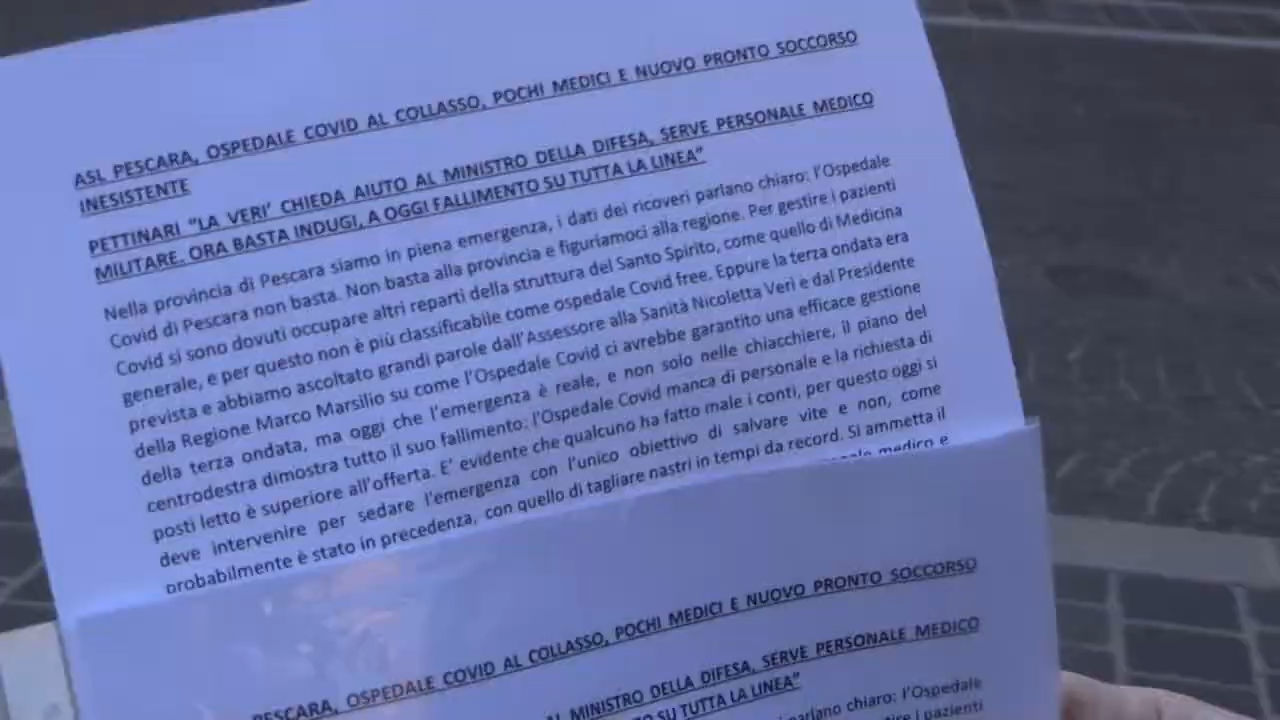 ASL PESCARA, OSPEDALE COVID AL COLLASSO, POCHI MEDICI E NUOVO PRONTO SOCCORSO
INESISTENTE
PETTINARI "LA VERI' CHIEDA AIUTO AL MINISTRO DELLA DIFESA, SERVE PERSONALE MEDICO
MILITARE. ORA BASTA INDUGI, A OGGI FALLIMENTO SU TUTTA LA LINEA"
Nella provincia di Pescara siamo in piena emergenza, i dati dei ricoveri parlano chiaro: l'Ospedale
Covid di Pescara non basta. Non basta alla provincia e figuriamoci alla regione. Per gestire i pazienti
Covid si sono dovuti occupare altri reparti della struttura del Santo Spirito, come quello di Medicina
generale, e per questo non è più classificabile come ospedale Covid free. Eppure la terza ondata era
prevista e abbiamo ascoltato grandi parole dall'Assessore alla Sanità Nicoletta Verì e dal Presidente
della Regione Marco Marsilio su come l'Ospedale Covid ci avrebbe garantito una efficace gestione
della terza ondata, ma oggi che l'emergenza è reale, e non solo nelle chiacchiere, il piano del
centrodestra dimostra tutto il suo fallimento: l'Ospedale Covid manca di personale e la richiesta di
posti letto è superiore all'offerta. E' evidente che qualcuno ha fatto male i conti, per questo oggi si
deve intervenire per sedare l'emergenza con l'unico obiettivo di salvare vite e non, come
probabilmente è stato in precedenza, con quello di tagliare nastri in tempi da record. Si ammetta il
medico e
PESCARA, OSPEDALE COVID AL COLLASSO, POCHI MEDICI E NUOVO PRONTO SOCCORSO
AL MINISTRO DELLA DIFESA, SERVE PERSONALE MEDICO
SU TUTTA LA LINEA"
parlano chiaro: l'Ospedale
i pazienti